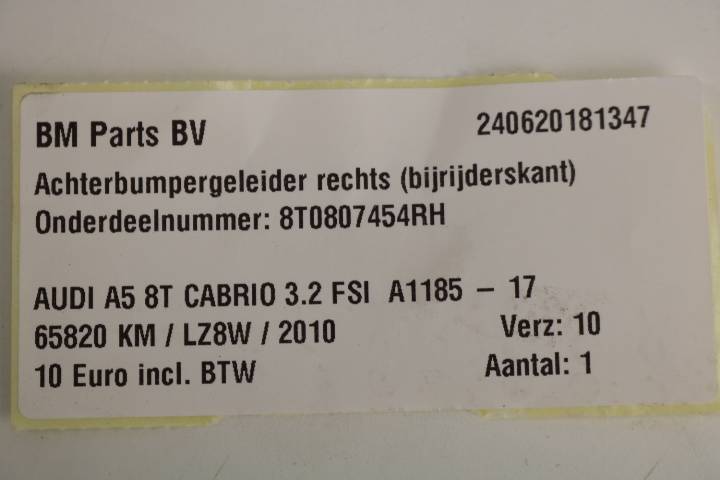 BM Parts BV 240620181347
Achterbumpergeleider rechts (bijrijderskant)
Onderdeelnummer: 8T0807454RH
AUDI A5 8T CABRIO 3.2 FSI A1185 – 17
65820 KM / LZ8W / 2010 Verz: 10
10 Euro incl. BTW Aantal: 1